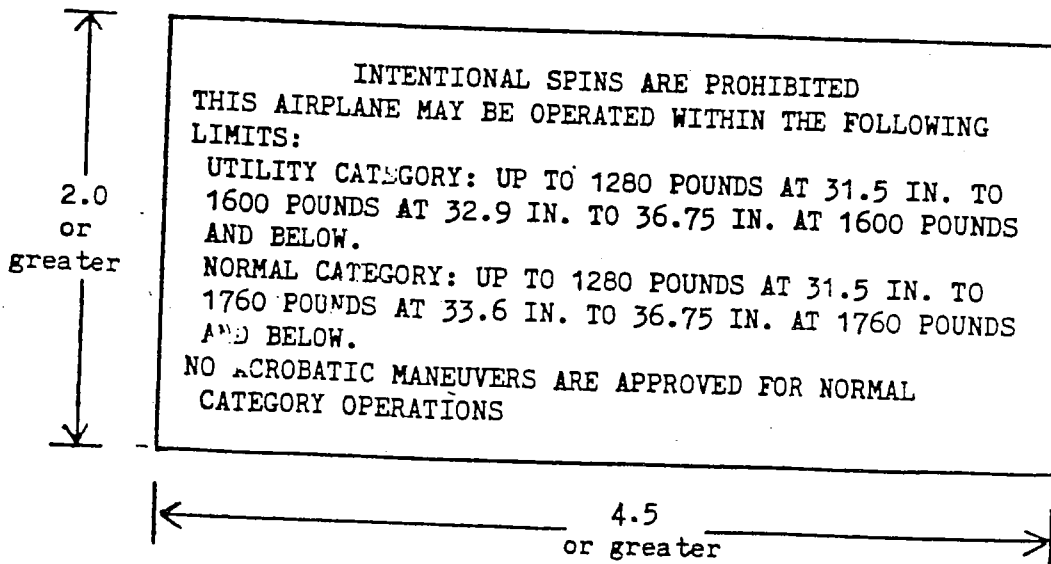 INTENTIONAL SPINS ARE PROHIBITED
THIS AIRPLANE MAY BE OPERATED WITHIN THE FOLLOWING
LIMITS:
UTILITY CATEGORY: UP TO 1280 POUNDS AT 31.5 IN. TO
1600 POUNDS AT 32.9 IN. TO 36.75 IN. AT 1600 POUNDS
AND BELOW.
NORMAL CATEGORY: UP TO 1280 POUNDS AT 31.5 IN. TO
1760 POUNDS AT 33.6 IN. TO 36.75 IN. AT 1760 POUNDS
AND BELOW.
NO ACROBATIC MANEUVERS ARE APPROVED FOR NORMAL
CATEGORY OPERATIONS
2.0
or
greater
4.5
or greater